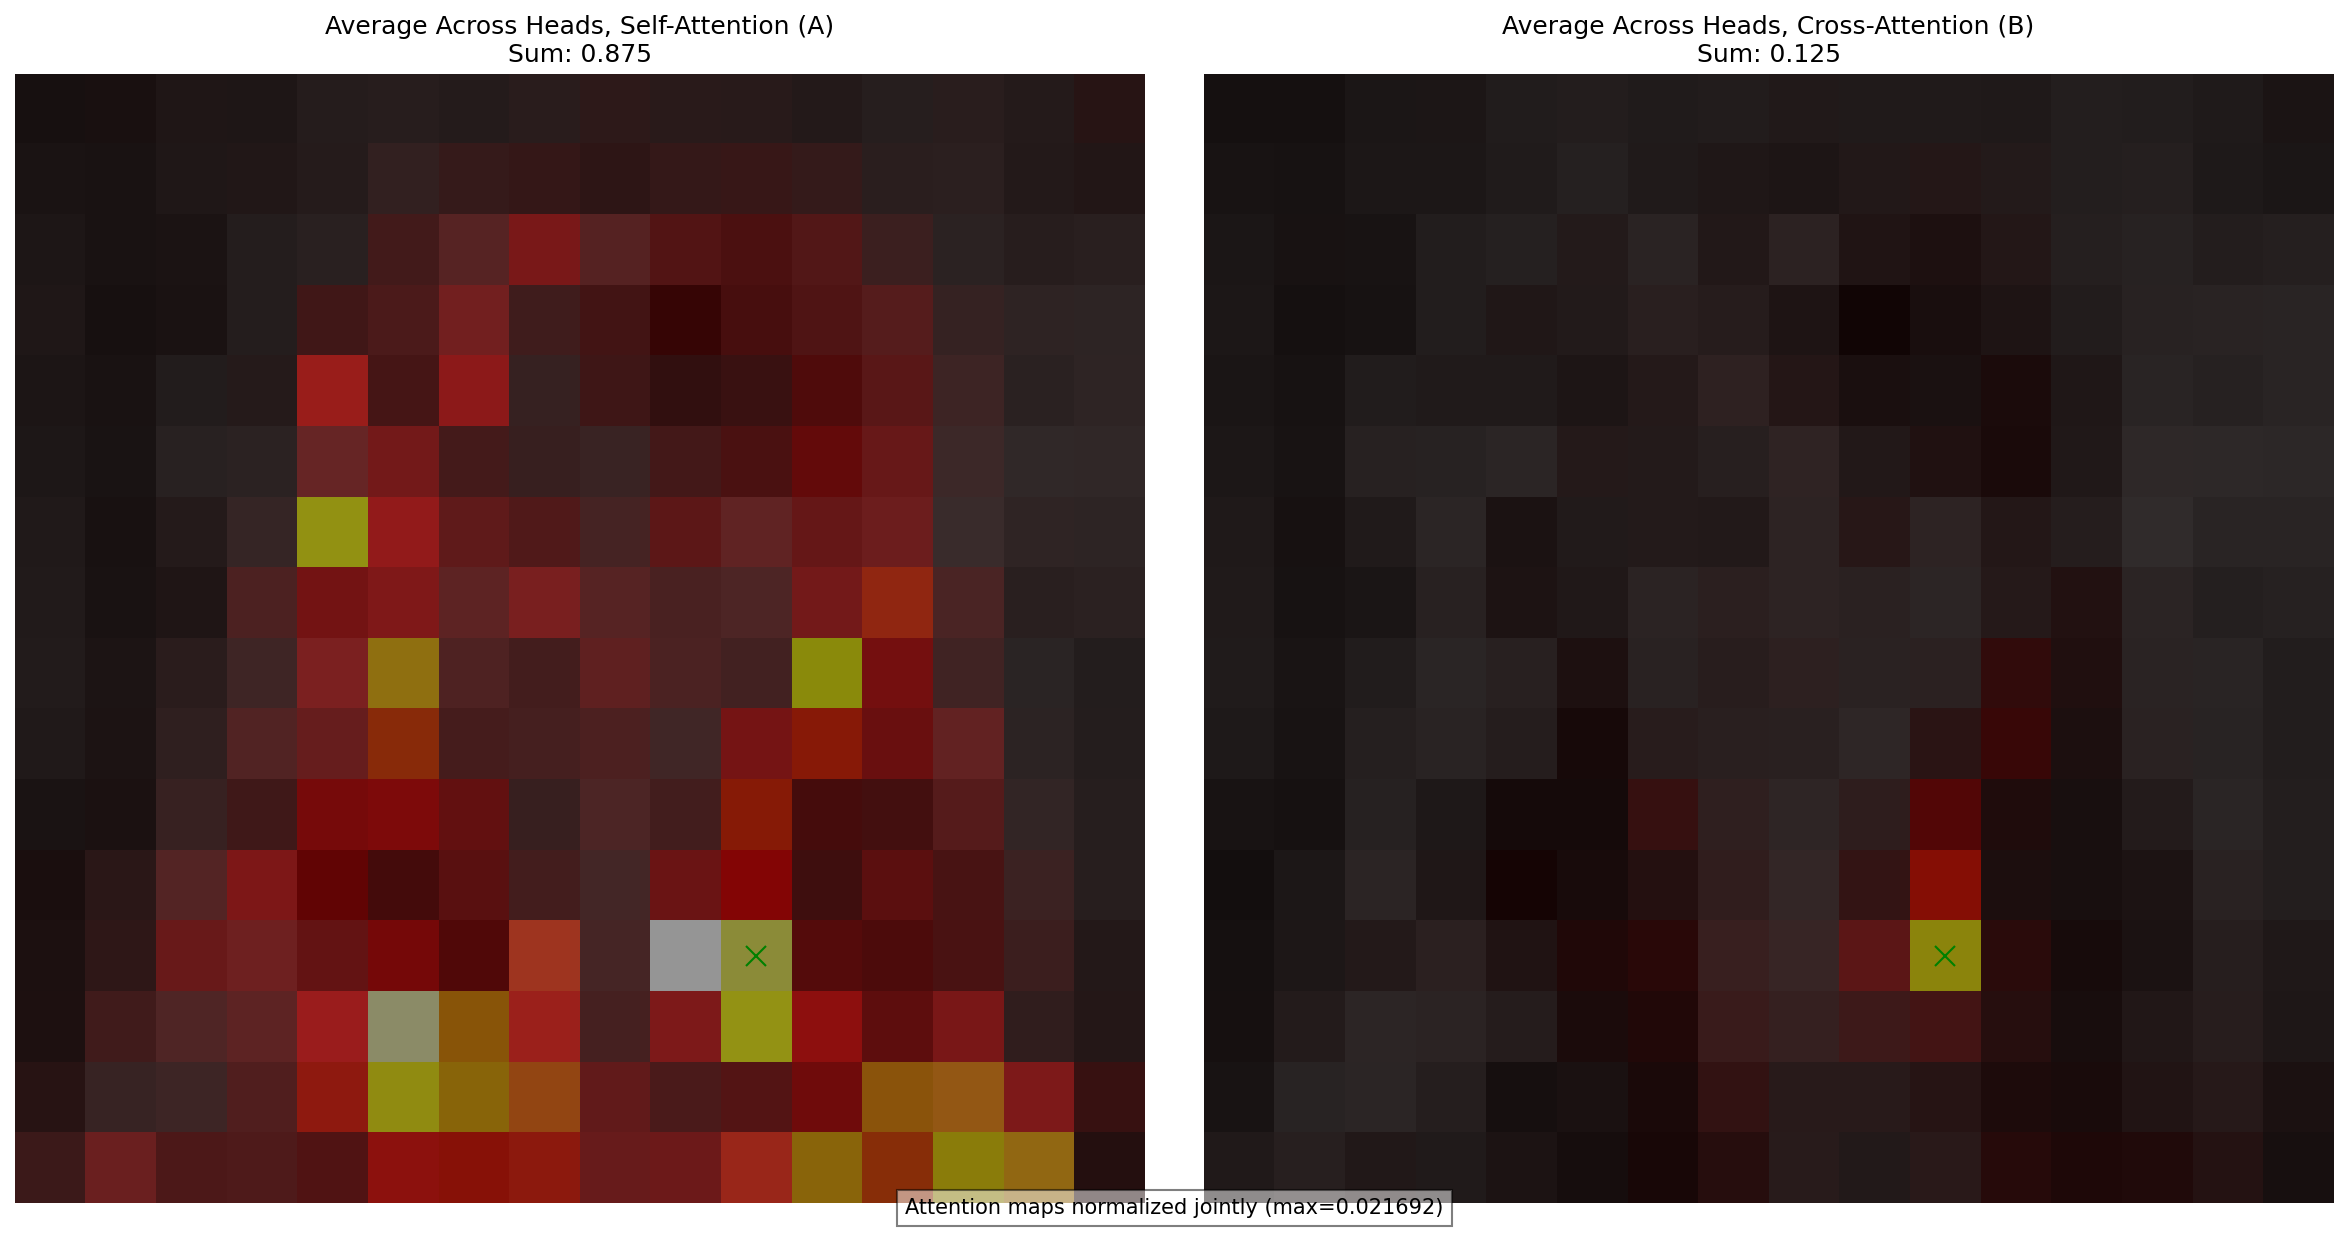 Average Across Heads, Self-Attention (A)
Sum: 0.875
Average Across Heads, Cross-Attention (B)
Sum: 0.125
Attention maps normalized jointly (max=0.021692)